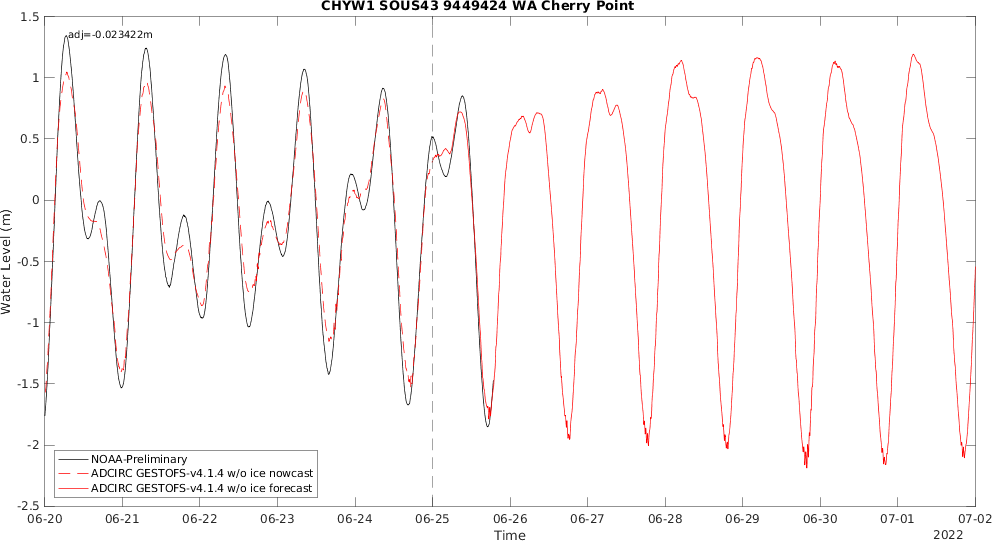 CHYW1 SOUS43 9449424 WA Cherry Point
adj=-0.023422m
1.5
1
0.5
0
-0.5
-1
-1.5
-2
-2.5
Water Level (m)
NOAA-Preliminary
ADCIRC GESTOFS-v4.1.4 w/o ice nowcast
ADCIRC GESTOFS-v4.1.4 w/o ice forecast
06-20 06-21 06-22 06-23 06-24 06-25 06-26 06-27 06-28 06-29 06-30 07-01 07-02
Time
2022